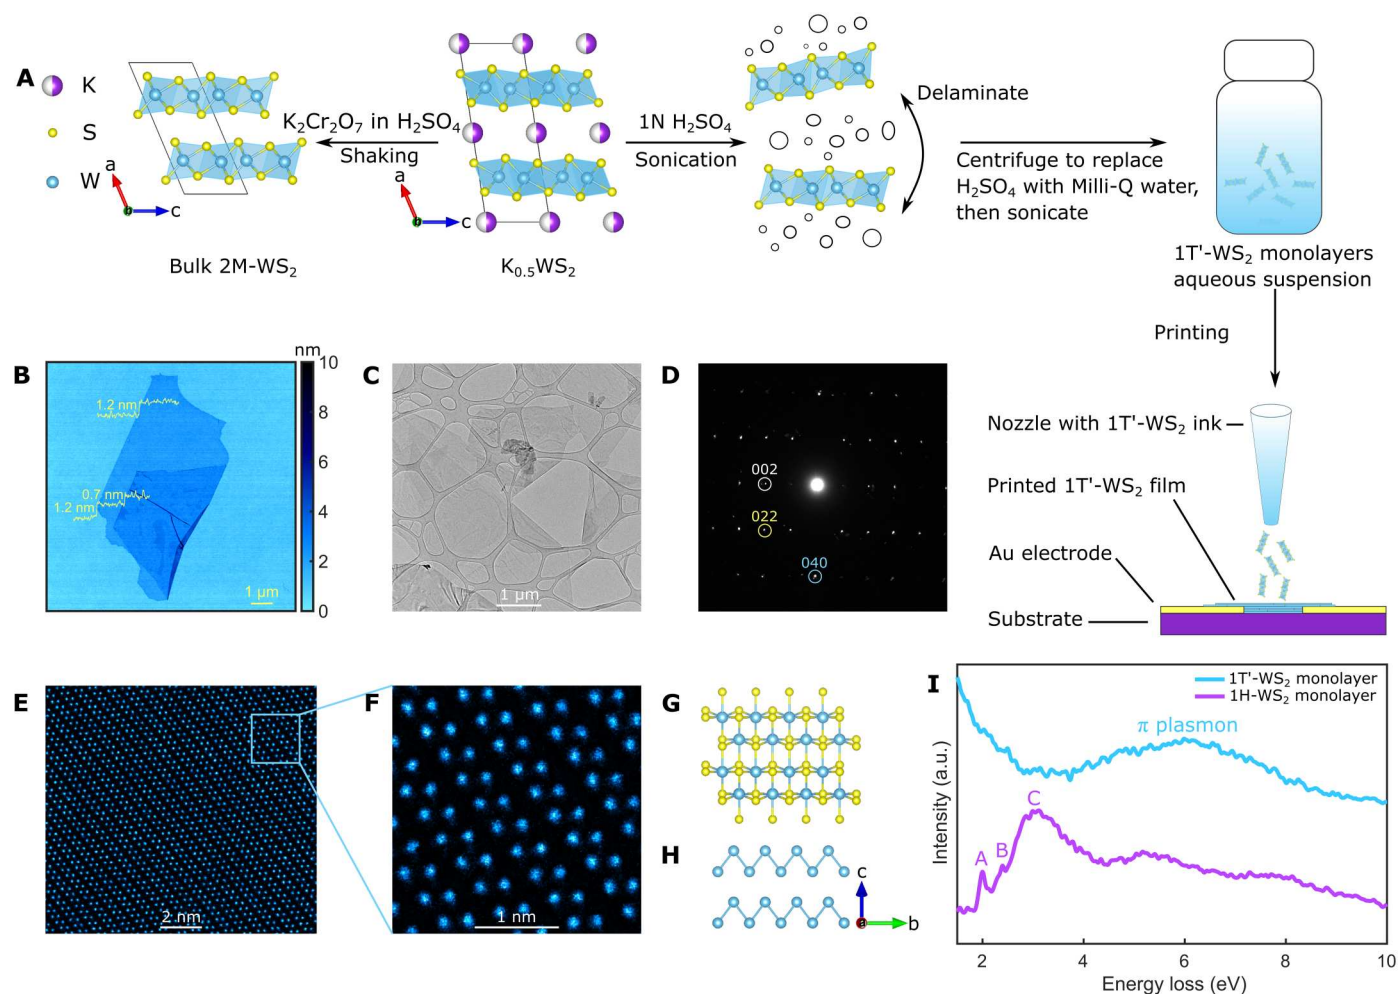 A
K
S
W
a
b
c
K2Cr2O7 in H2SO4
Shaking
a
b
c
1N H2SO4
Sonication
Delaminate
Centrifuge to replace
H2SO4 with Milli-Q water,
then sonicate
Bulk 2M-WS2
K0.5WS2
1T'-WS2 monolayers
aqueous suspension
Printing
Nozzle with 1T'-WS2 ink
Printed 1T'-WS2 film
Au electrode
Substrate
B
nm
10
8
6
4
2
0
1.2 nm
0.7 nm
1.2 nm
1 μm
C
1 μm
D
002
022
040
E
2 nm
F
1 nm
G
H
c
a
b
I
1T'-WS2 monolayer
1H-WS2 monolayer
π plasmon
A
B
C
Intensity (a.u.)
2
4
6
8
10
Energy loss (eV)